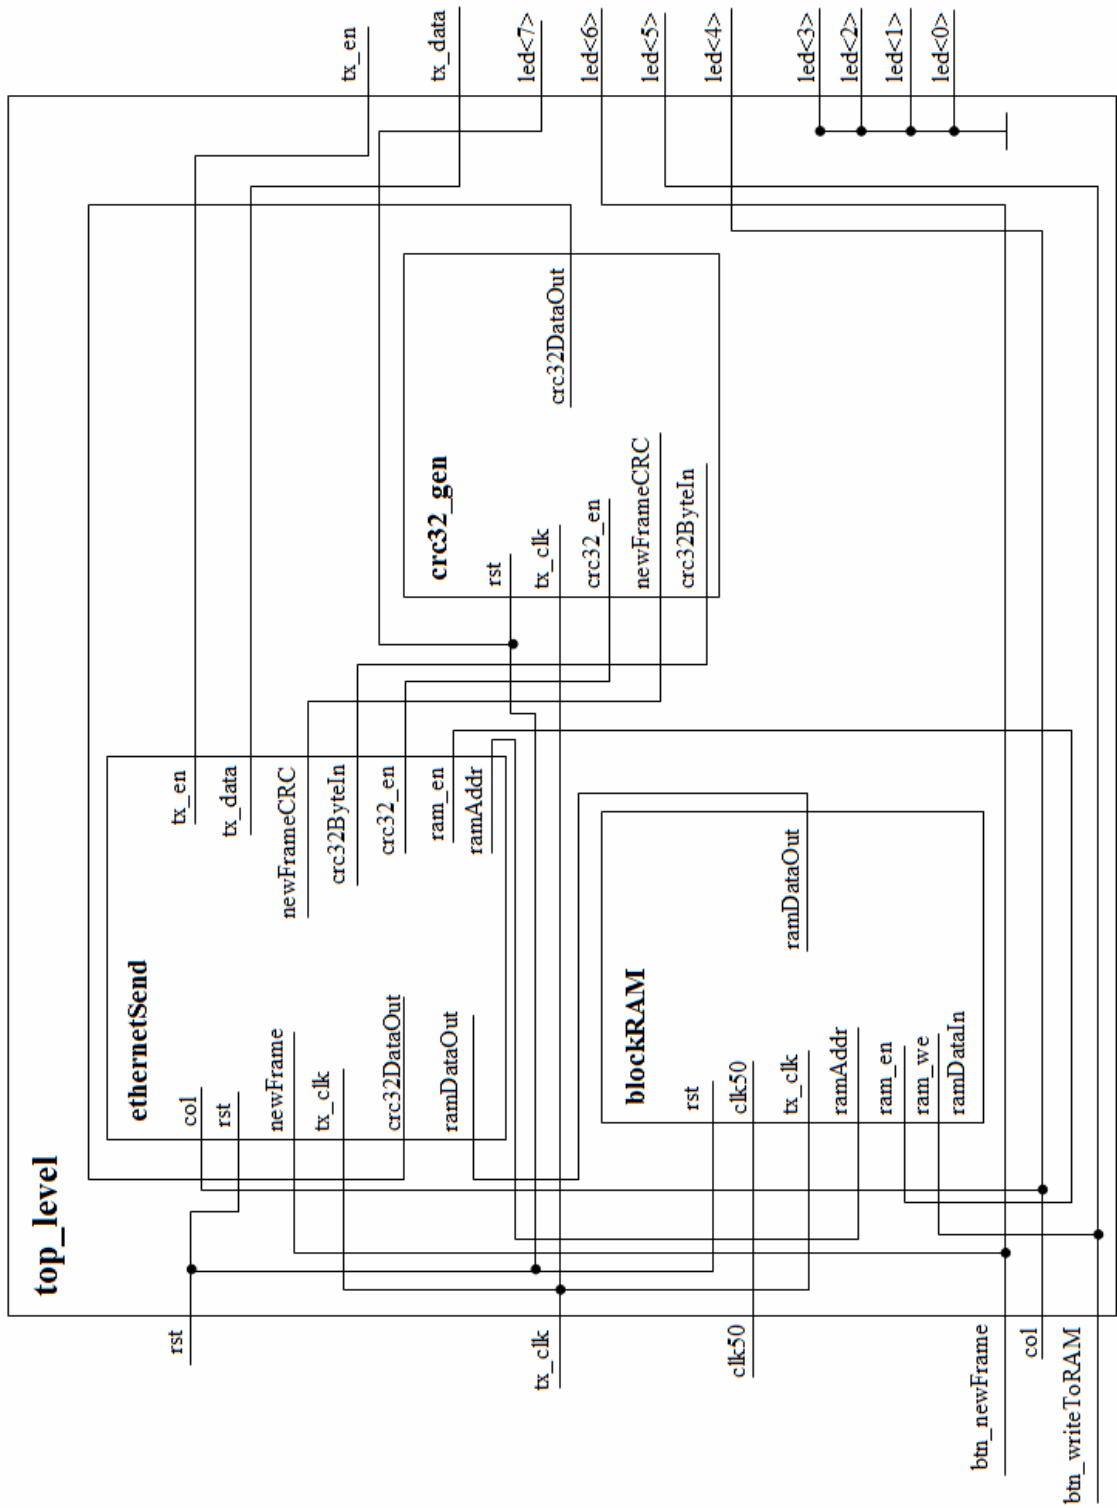 top_level
rst
tx_clk
clk50
btn_newFrame
col
btn_writeToRAM
ethernetSend
col
rst
newFrame
tx_clk
crc32DataOut
ramDataOut
tx_en
tx_data
newFrameCRC
crc32ByteIn
crc32_en
ram_en
ramAddr
blockRAM
rst
clk50
tx_clk
ramAddr
ram_en
ram_we
ramDataIn
ramDataOut
crc32_gen
rst
tx_clk
crc32_en
newFrameCRC
crc32ByteIn
crc32DataOut
tx_en
tx_data
led<7>
led<6>
led<5>
led<4>
led<3>
led<2>
led<1>
led<0>